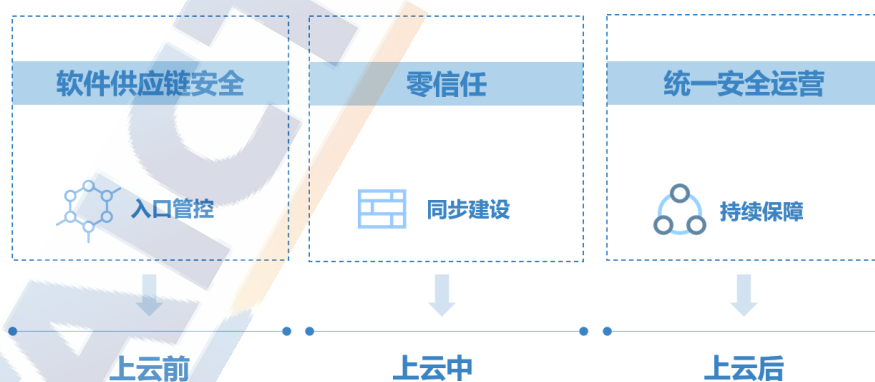 软件供应链安全
零信任
统一安全运营
入口管控
同步建设
持续保障
上云前
上云中
上云后